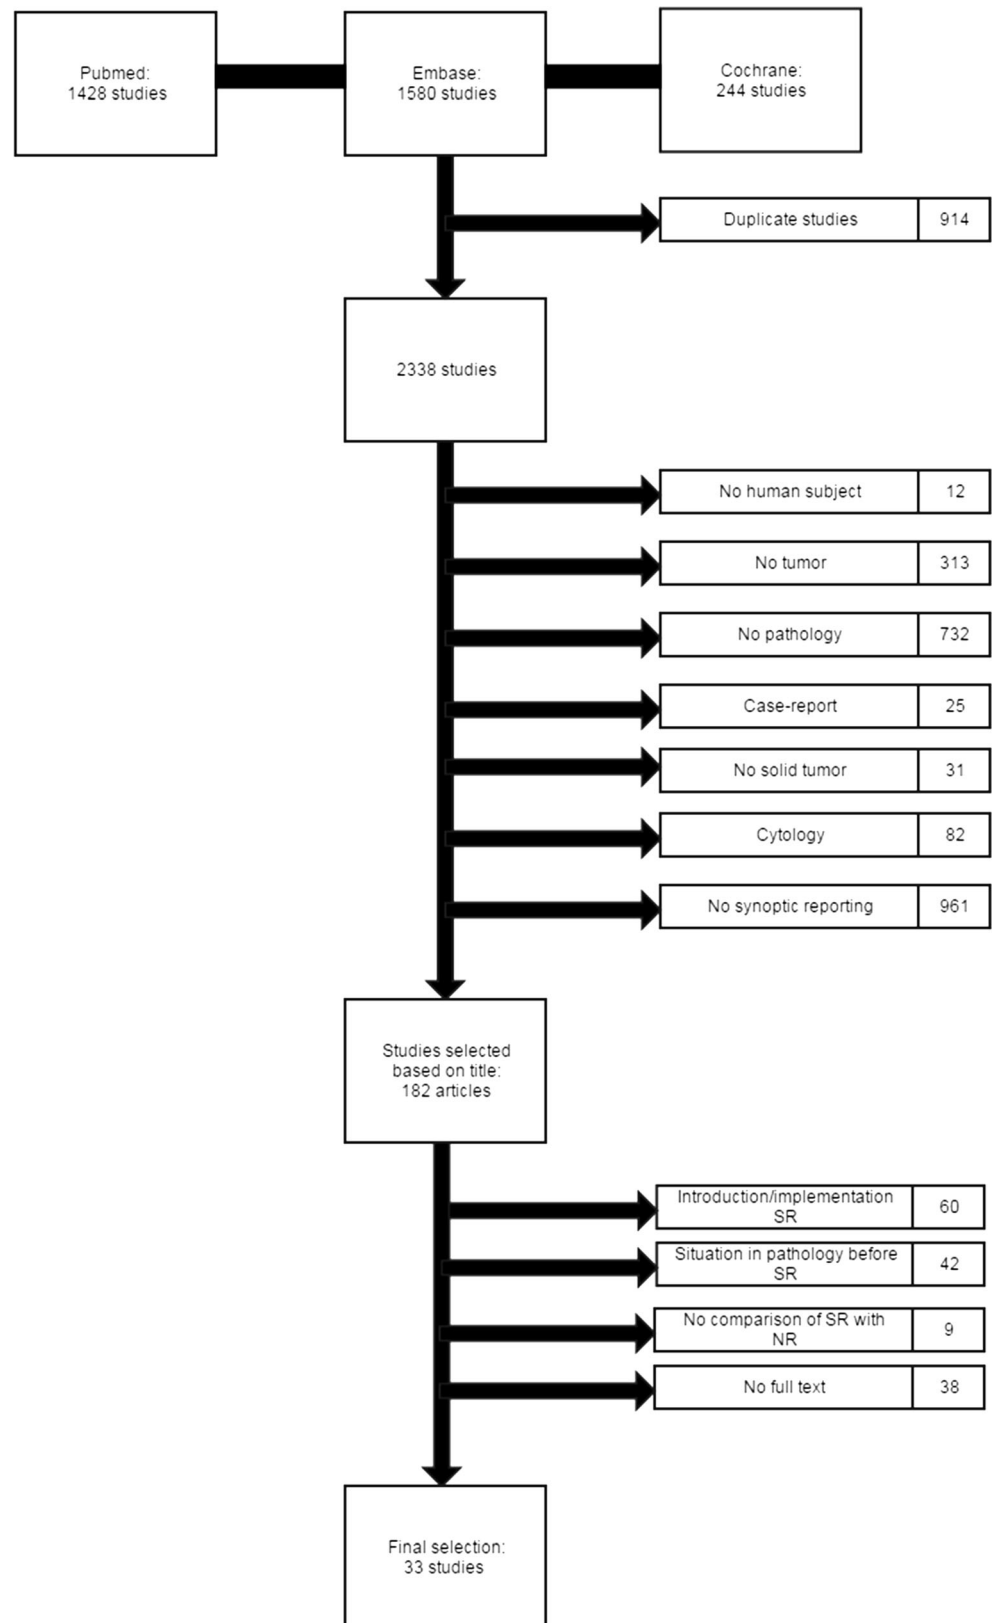 Pubmed:
1428 studies
Embase:
1580 studies
Cochrane:
244 studies
Duplicate studies 914
2338 studies
No human subject 12
No tumor 313
No pathology 732
Case-report 25
No solid tumor 31
Cytology 82
No synoptic reporting 961
Studies selected
based on title:
182 articles
Introduction/implementation
SR
60
Situation in pathology before
SR
42
No comparison of SR with
NR
9
No full text 38
Final selection:
33 studies